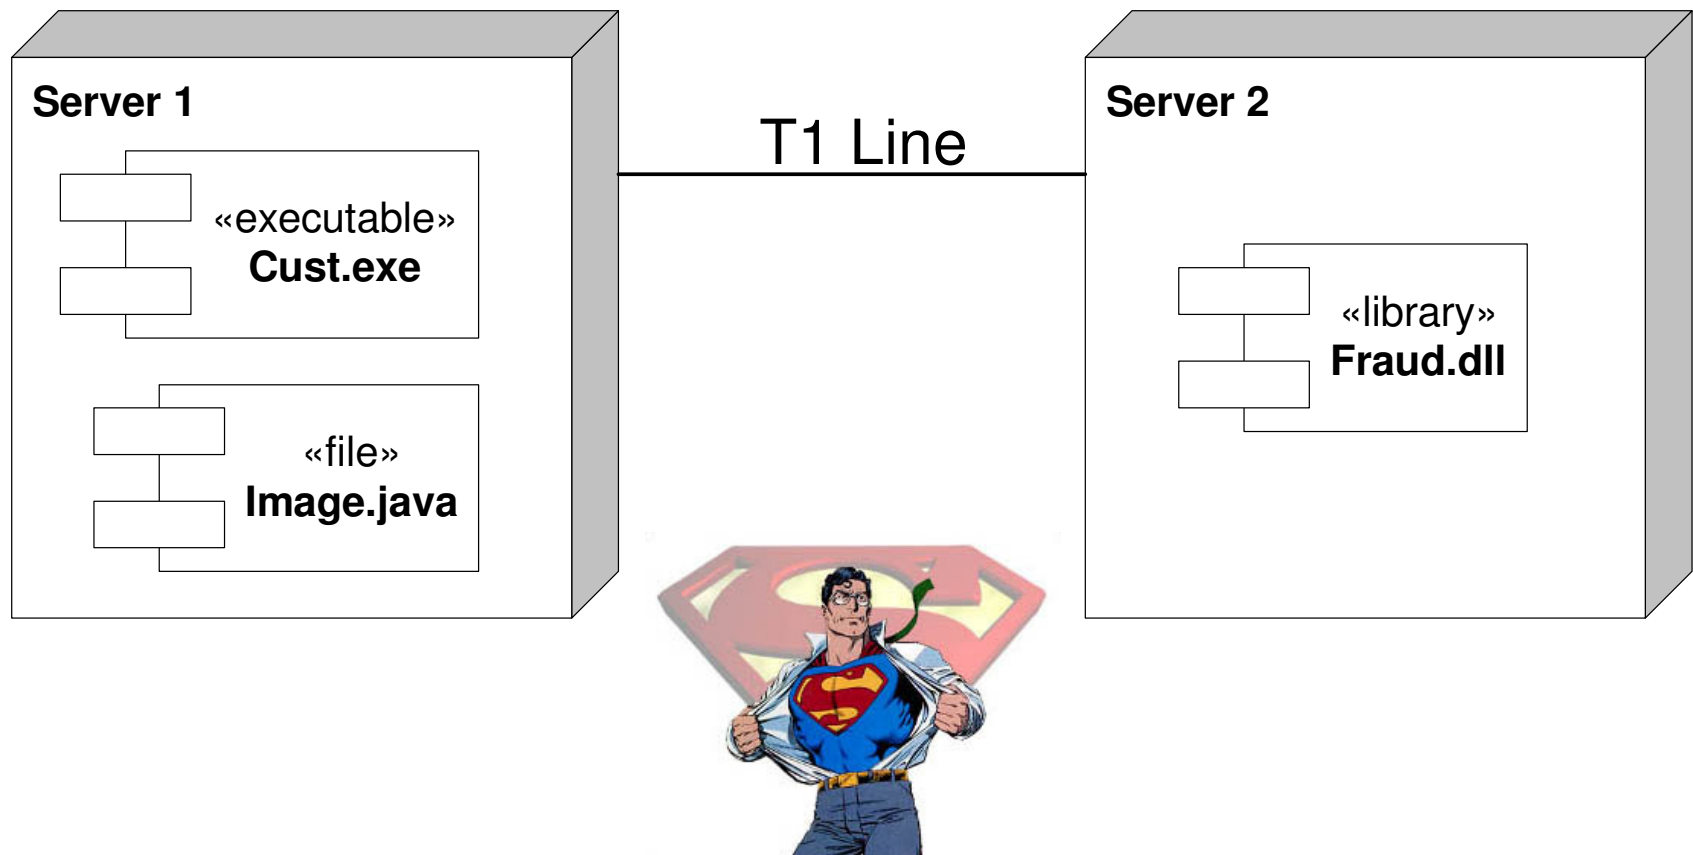 Server 1
«executable»
Cust.exe
«file»
Image.java
T1 Line
Server 2
«library»
Fraud.dll
S
S